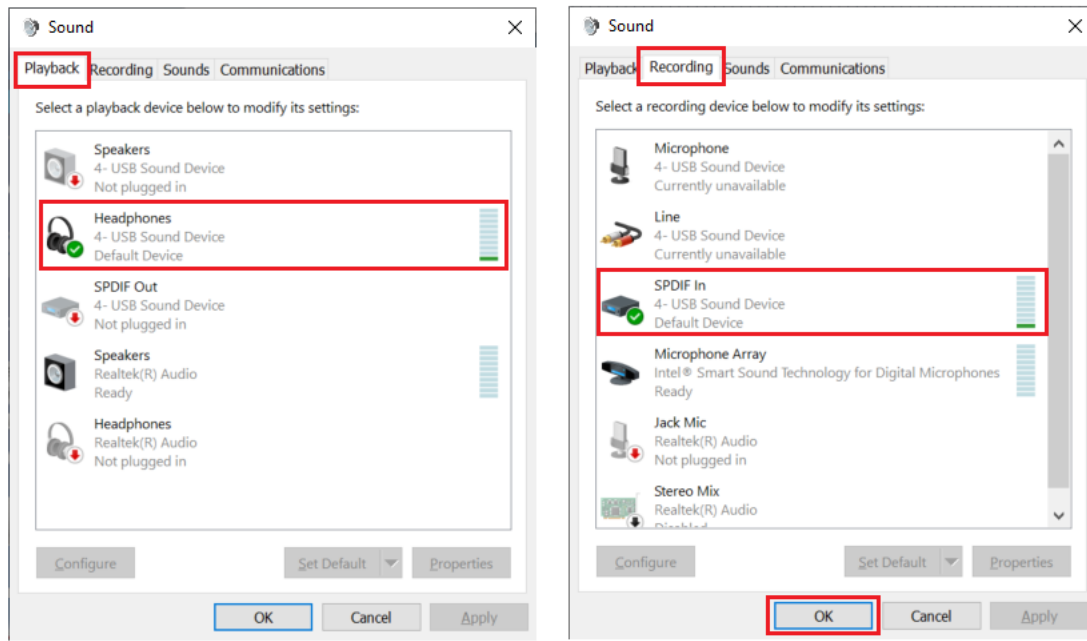 Sound
Playback Recording Sounds Communications
Select a playback device below to modify its settings:
Speakers
4- USB Sound Device
Not plugged in
Headphones
4- USB Sound Device
Default Device
SPDIF Out
4- USB Sound Device
Not plugged in
Speakers
Realtek(R) Audio
Ready
Headphones
Realtek(R) Audio
Not plugged in
Configure Set Default Properties
OK Cancel Apply
Sound
Playback Recording Sounds Communications
Select a recording device below to modify its settings:
Microphone
4- USB Sound Device
Currently unavailable
Line
4- USB Sound Device
Currently unavailable
SPDIF In
4- USB Sound Device
Default Device
Microphone Array
Intel® Smart Sound Technology for Digital Microphones
Ready
Jack Mic
Realtek(R) Audio
Not plugged in
Stereo Mix
Realtek(R) Audio
Disabled
Configure Set Default Properties
OK Cancel Apply